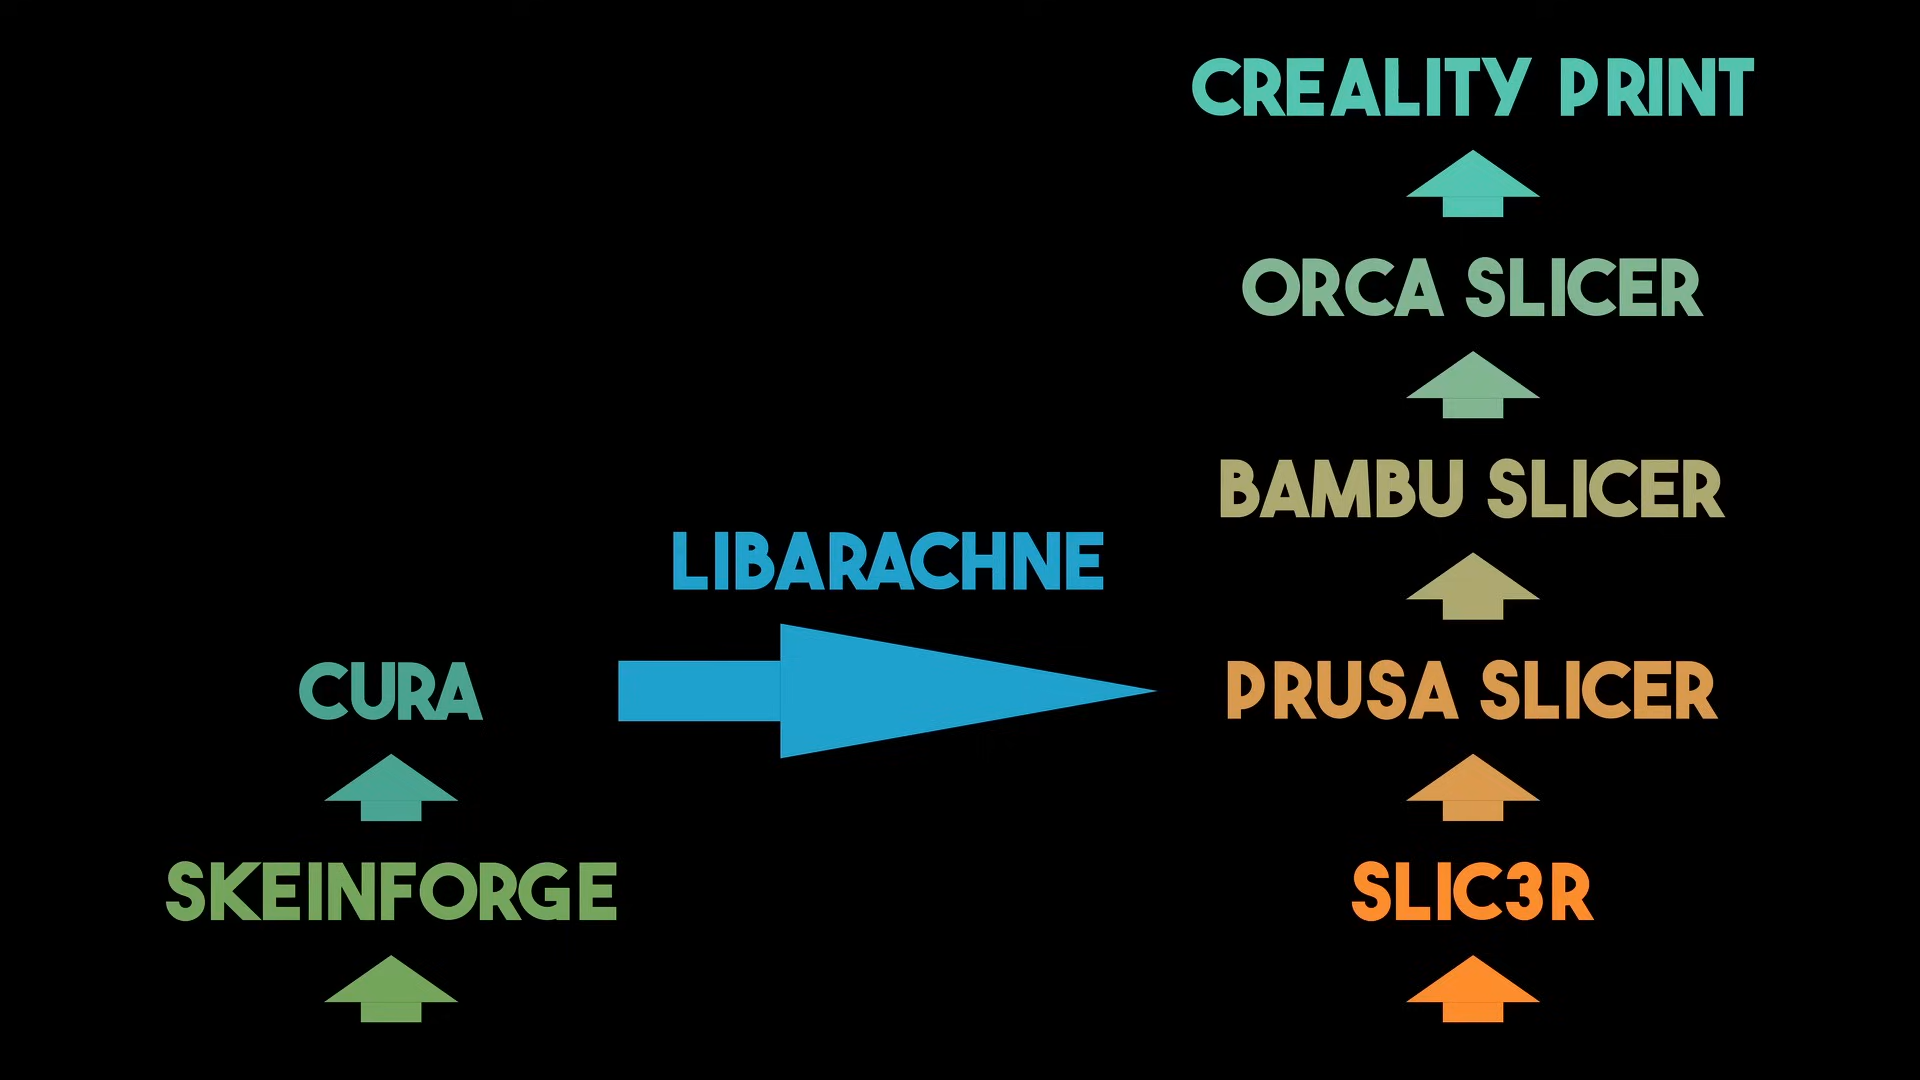 CREALITY PRINT
ORCA SLICER
BAMBU SLICER
LIBARACHNE
CURA
PRUSA SLICER
SKEINFORGE
SLIC3R